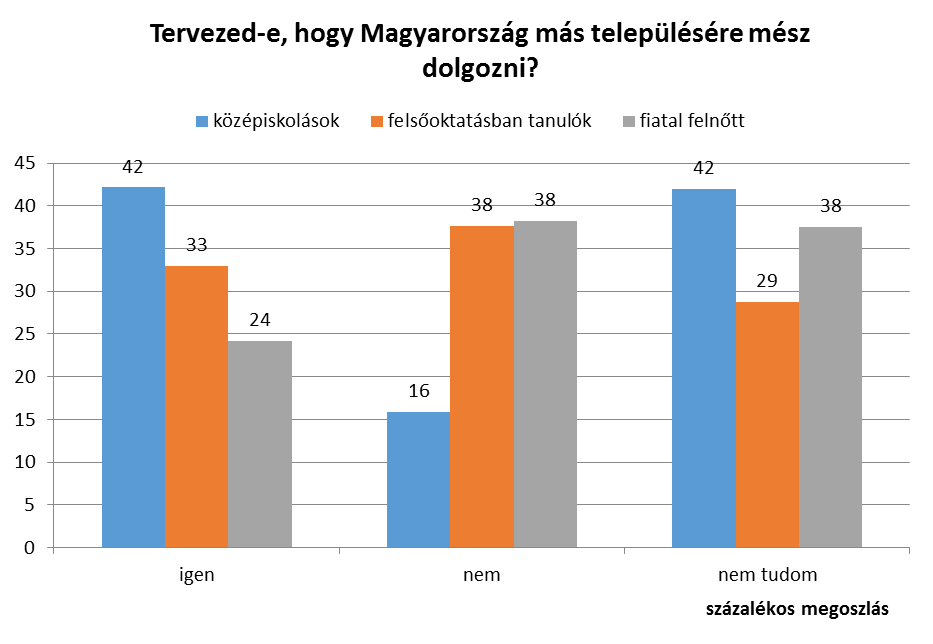 Tervezed-e, hogy Magyarország más településére mész
dolgozni?
középiskolások felsőoktatásban tanulók fiatal felnőtt
45
40
35
30
25
20
15
10
5
0
42 33 24
16 38 38
42 29 38
igen nem nem tudom
százalékos megoszlás